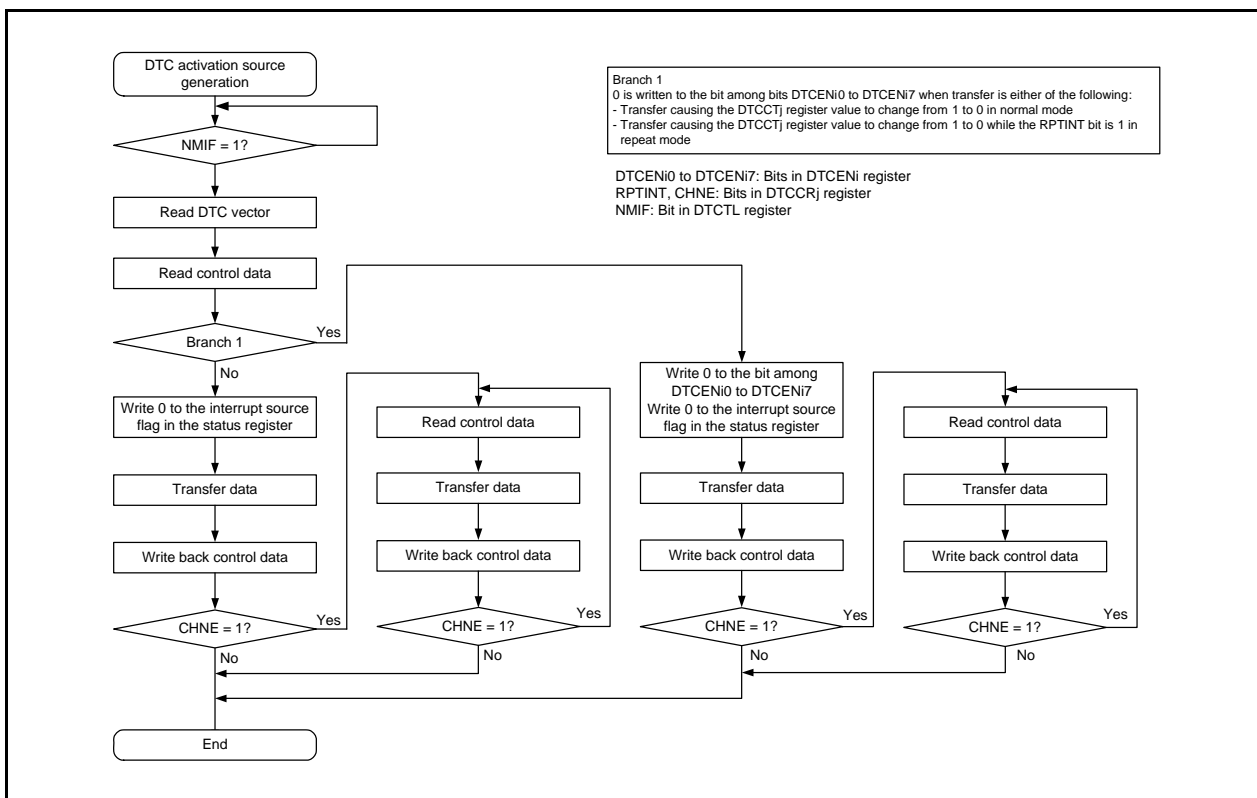 DTC activation source
generation
NMIF = 1?
Read DTC vector
Read control data
Branch 1
Yes
No
Write 0 to the interrupt source
flag in the status register
Transfer data
Write back control data
CHNE = 1?
Yes
No
Read control data
Transfer data
Write back control data
CHNE = 1?
Yes
No
End
Branch 1
0 is written to the bit among bits DTCENi0 to DTCENi7 when transfer is either of the following:
- Transfer causing the DTCCTj register value to change from 1 to 0 in normal mode
- Transfer causing the DTCCTj register value to change from 1 to 0 while the RPTINT bit is 1 in
repeat mode
DTCENi0 to DTCENi7: Bits in DTCENi register
RPTINT, CHNE: Bits in DTCCRj register
NMIF: Bit in DTCTL register
Write 0 to the bit among
DTCENi0 to DTCENi7
Write 0 to the interrupt source
flag in the status register
Transfer data
Write back control data
CHNE = 1?
Yes
No
Read control data
Transfer data
Write back control data
CHNE = 1?
Yes
No